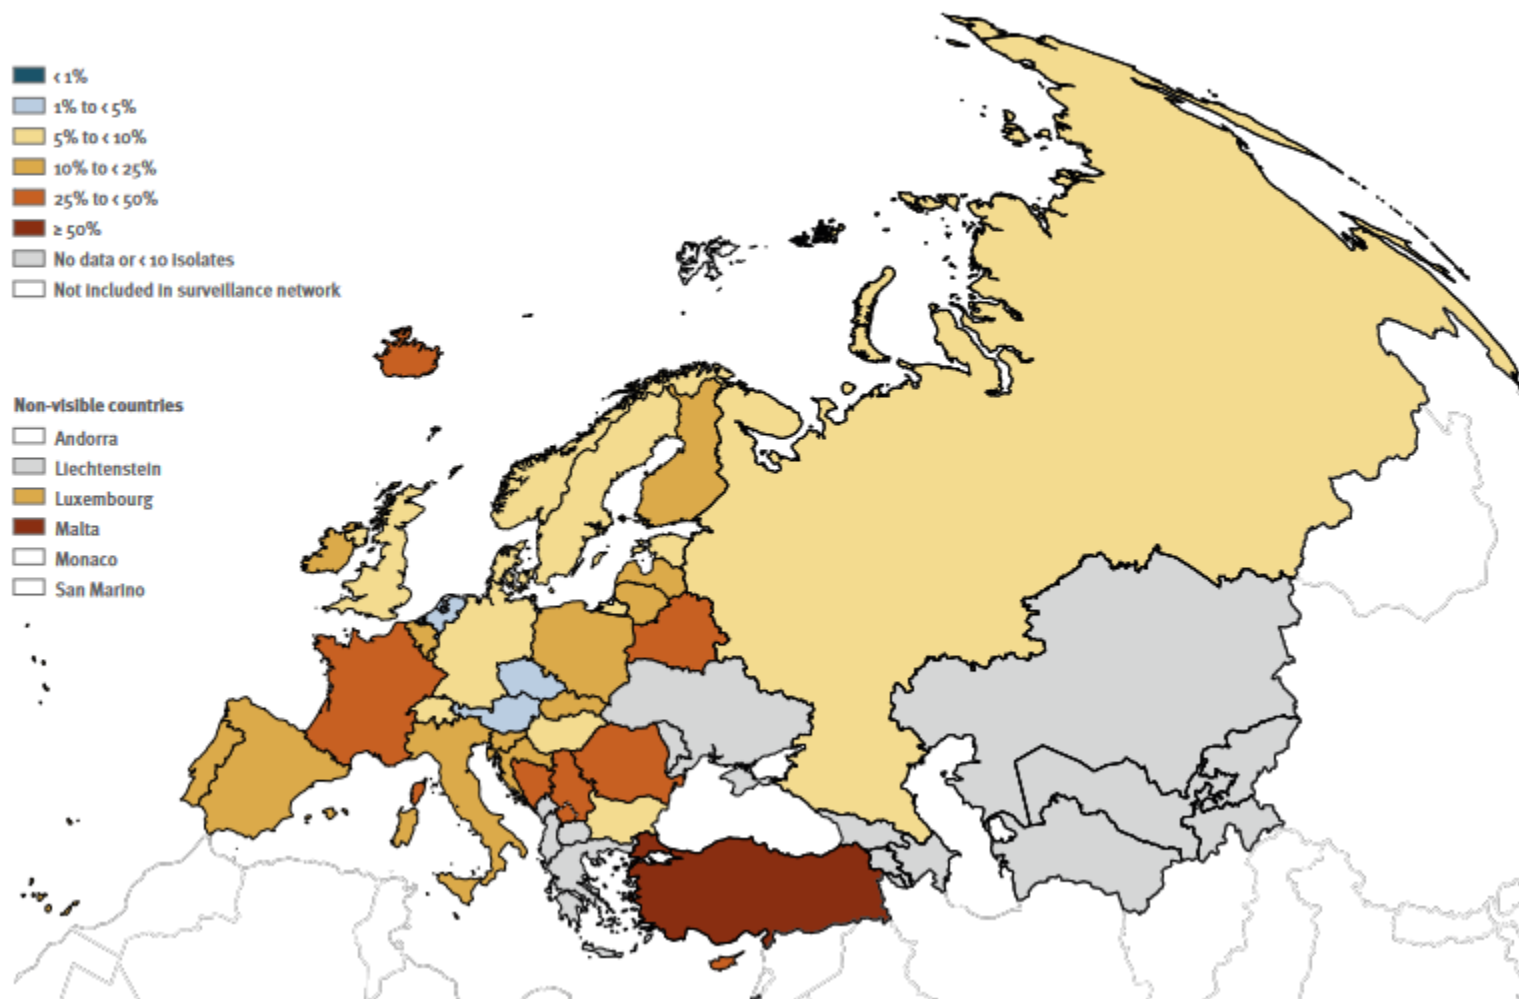 < 1%
1% to < 5%
5% to < 10%
10% to < 25%
25% to < 50%
≥ 50%
No data or < 10 isolates
Not included in surveillance network
Non-visible countries
Andorra
Liechtenstein
Luxembourg
Malta
Monaco
San Marino